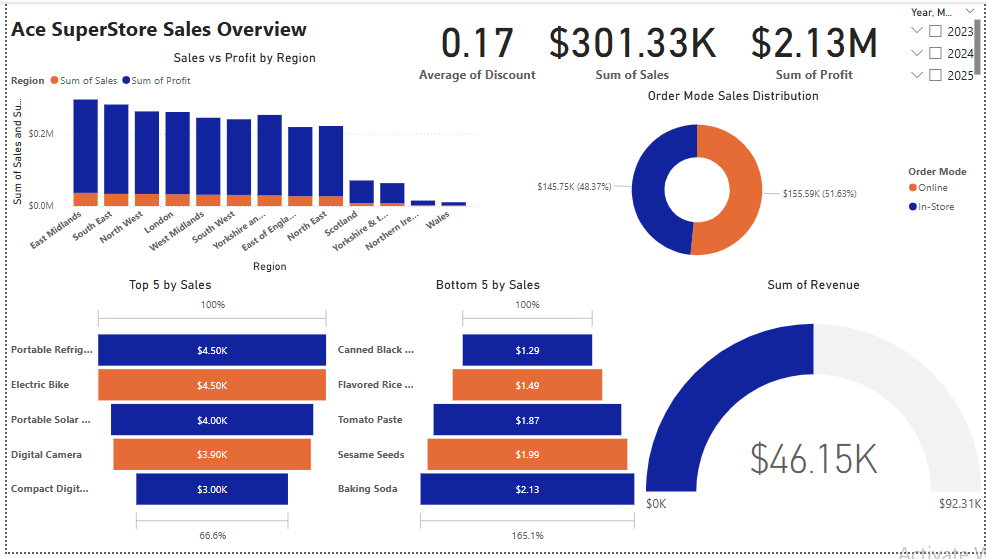 Ace SuperStore Sales Overview
0.17
Average of Discount
$301.33K
Sum of Sales
$2.13M
Sum of Profit
Year, M...
2023
2024
2025
Sales vs Profit by Region
Region Sum of Sales Sum of Profit
Sum of Sales and Su...
$0.2M
$0.0M
East Midlands
South East
North West
London
West Midlands
South West
Yorkshire an...
East of Engla...
North East
Scotland
Yorkshire & t...
Northern Ire...
Wales
Region
Order Mode Sales Distribution
$145.75K (48.37%)
$155.59K (51.63%)
Order Mode
Online
In-Store
Top 5 by Sales
100%
Portable Refrig... $4.50K
Electric Bike $4.50K
Portable Solar ... $4.00K
Digital Camera $3.90K
Compact Digit... $3.00K
66.6%
Bottom 5 by Sales
100%
Canned Black ... $1.29
Flavored Rice ... $1.49
Tomato Paste $1.87
Sesame Seeds $1.99
Baking Soda $2.13
165.1%
Sum of Revenue
$46.15K
$0K
$92.31K
Activate W